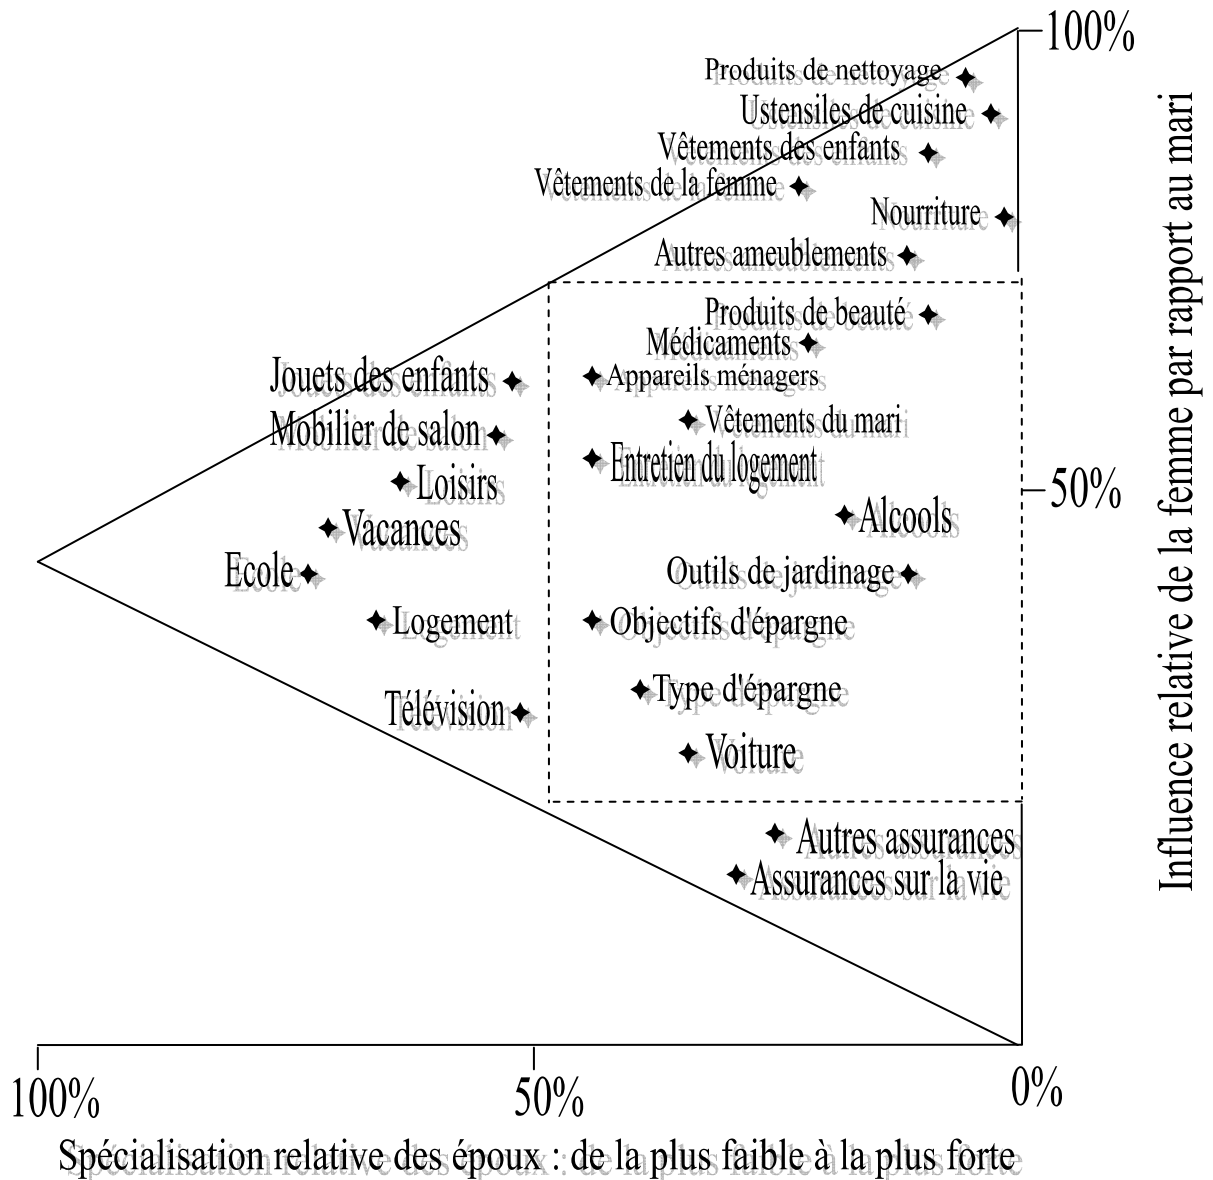 100%
Produits de nettoyage
Ustensiles de cuisine
Vêtements des enfants
Vêtements de la femme
Nourriture
Autres ameublements
Produits de beauté
Médicaments
Jouets des enfants
Appareils ménagers
Vêtements du mari
Mobilier de salon
Entretien du logement
Loisirs
50%
Vacances
Alcools
Ecole
Outils de jardinage
Logement
Objectifs d'épargne
Type d'épargne
Télévision
Voiture
Autres assurances
Assurances sur la vie
Influence relative de la femme par rapport au mari
100%
50%
0%
Spécialisation relative des époux : de la plus faible à la plus forte